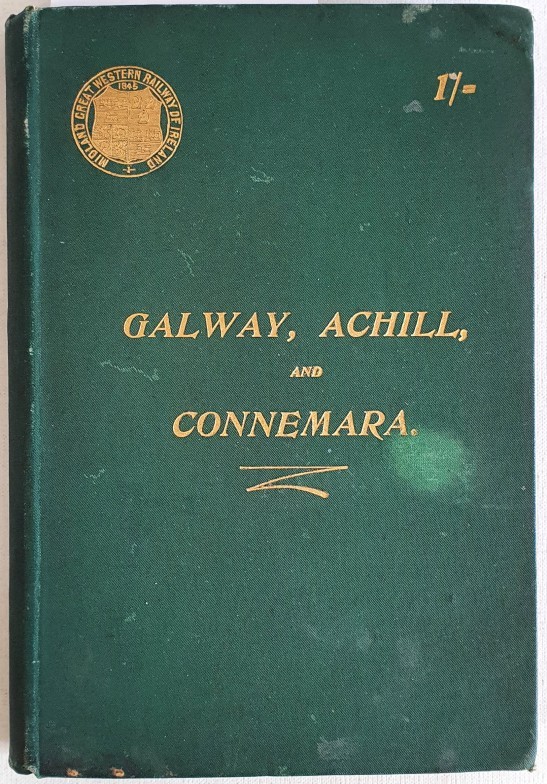 MIDLAND GREAT WESTERN RAILWAY OF IRELAND
1845
1/=
GALWAY, ACHILL,
AND
CONNEMARA.